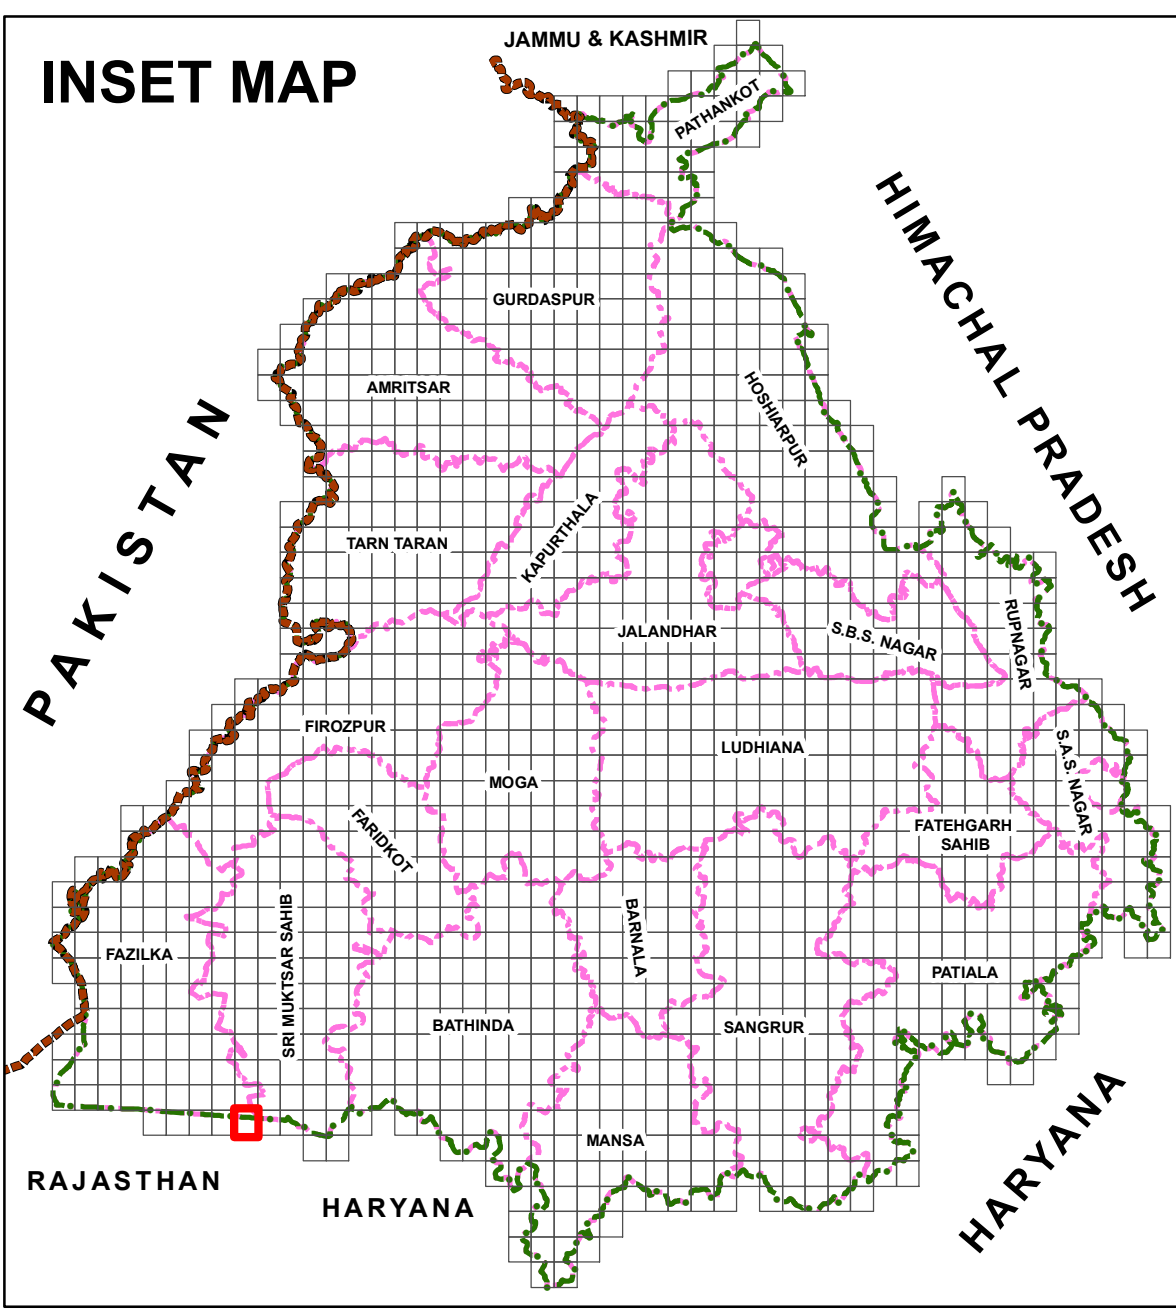 JAMMU & KASHMIR
INSET MAP
PATHANKOT
HIMACHAL PRADESH
GURDASPUR
AMRITSAR
HOSHIARPUR
PAKISTAN
KAPURTHALA
TARN TARAN
JALANDHAR
S.B.S. NAGAR
RUPNAGAR
FIROZPUR
LUDHIANA
S.A.S. NAGAR
MOGA
FARIDKOT
FATEHGARH
SAHIB
BARNALA
SRI MUKTSAR SAHIB
FAZILKA
PATIALA
BATHINDA
SANGRUR
MANSA
HARYANA
RAJASTHAN
HARYANA